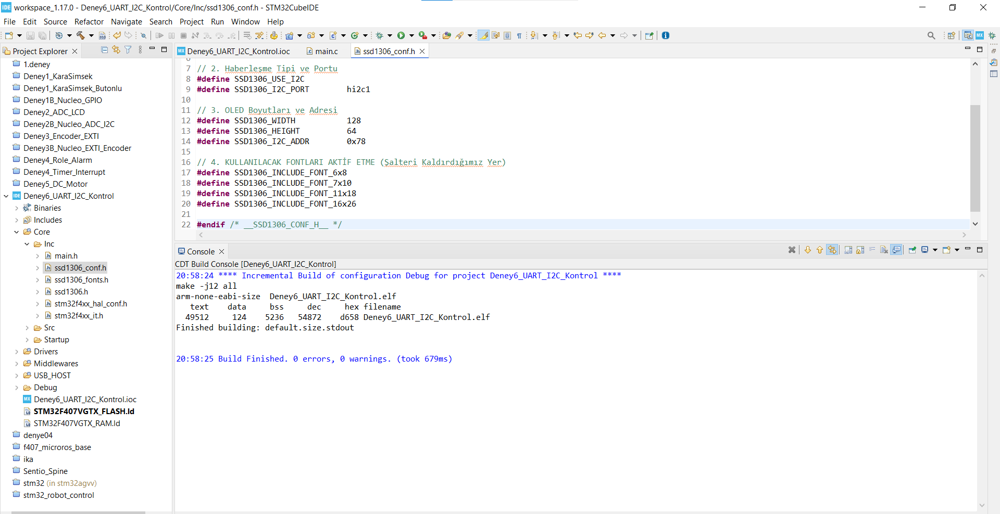 IDE workspace_1.17.0 - Deney6_UART_I2C_Kontrol/Core/Inc/ssd1306_conf.h - STM32CubeIDE
File Edit Source Refactor Navigate Search Project Run Window Help
Project Explorer
1.deney
Deney1_KaraSimsek
Deney1_KaraSimsek_Butonlu
Deney1B_Nucleo_GPIO
Deney2_ADC_LCD
Deney2B_Nucleo_ADC_I2C
Deney3_Encoder_EXTI
Deney3B_Nucleo_EXTI_Encoder
Deney4_Role_Alarm
Deney4_Timer_Interrupt
Deney5_DC_Motor
IDE Deney6_UART_I2C_Kontrol
Binaries
Includes
Core
Inc
main.h
ssd1306_conf.h
ssd1306_fonts.h
ssd1306.h
stm32f4xx_hal_conf.h
stm32f4xx_it.h
Src
Startup
Drivers
Middlewares
USB_HOST
Debug
MX Deney6_UART_I2C_Kontrol.ioc
STM32F407VGTX_FLASH.ld
STM32F407VGTX_RAM.ld
denye04
f407_microros_base
ika
Sentio_Spine
stm32 (in stm32agvv)
stm32_robot_control
MX Deney6_UART_I2C_Kontrol.ioc main.c ssd1306_conf.h
6
7 // 2. Haberleşme Tipi ve Portu
8 #define SSD1306_USE_I2C
9 #define SSD1306_I2C_PORT hi2c1
10
11 // 3. OLED Boyutları ve Adresi
12 #define SSD1306_WIDTH 128
13 #define SSD1306_HEIGHT 64
14 #define SSD1306_I2C_ADDR 0x78
15
16 // 4. KULLANILACAK FONTLARI AKTİF ETME (Şalteri Kaldırdığımız Yer)
17 #define SSD1306_INCLUDE_FONT_6x8
18 #define SSD1306_INCLUDE_FONT_7x10
19 #define SSD1306_INCLUDE_FONT_11x18
20 #define SSD1306_INCLUDE_FONT_16x26
21
22 #endif /* __SSD1306_CONF_H__ */
Console
CDT Build Console [Deney6_UART_I2C_Kontrol]
20:58:24 **** Incremental Build of configuration Debug for project Deney6_UART_I2C_Kontrol ****
make -j12 all
arm-none-eabi-size Deney6_UART_I2C_Kontrol.elf
text data bss dec hex filename
49512 124 5236 54872 d658 Deney6_UART_I2C_Kontrol.elf
Finished building: default.size.stdout
20:58:25 Build Finished. 0 errors, 0 warnings. (took 679ms)